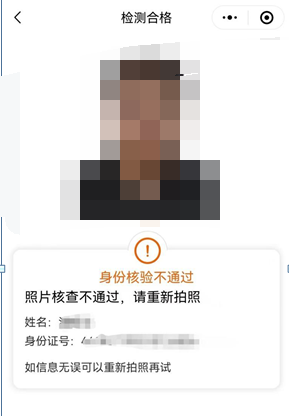 检测合格
身份核验不通过
照片核查不通过，请重新拍照
姓名：
身份证号：
如信息无误可以重新拍照再试